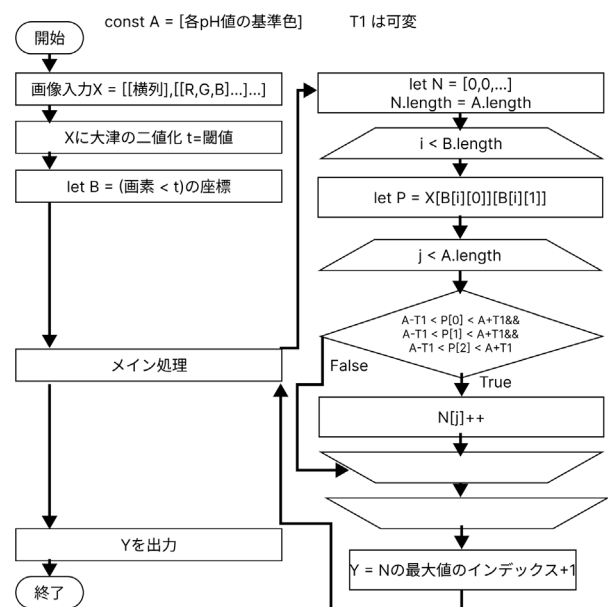 const A = [各pH値の基準色]
T1 は可変
開始
画像入力X = [[横列],[[R,G,B]...]...]
Xに大津の二値化 t=閾値
let B = (画素 < t)の座標
メイン処理
Yを出力
終了
let N = [0,0,...]
N.length = A.length
i < B.length
let P = X[B[i][0]][B[i][1]]
j < A.length
A-T1 < P[0] < A+T1&&
A-T1 < P[1] < A+T1&&
A-T1 < P[2] < A+T1
False
True
N[j]++
Y = Nの最大値のインデックス+1